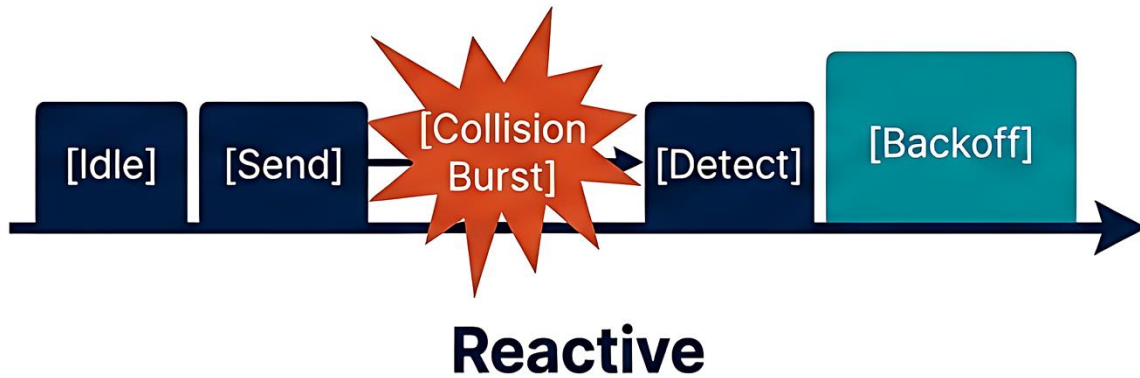 [Idle]
[Send]
[Collision
Burst]
[Detect]
[Backoff]
Reactive